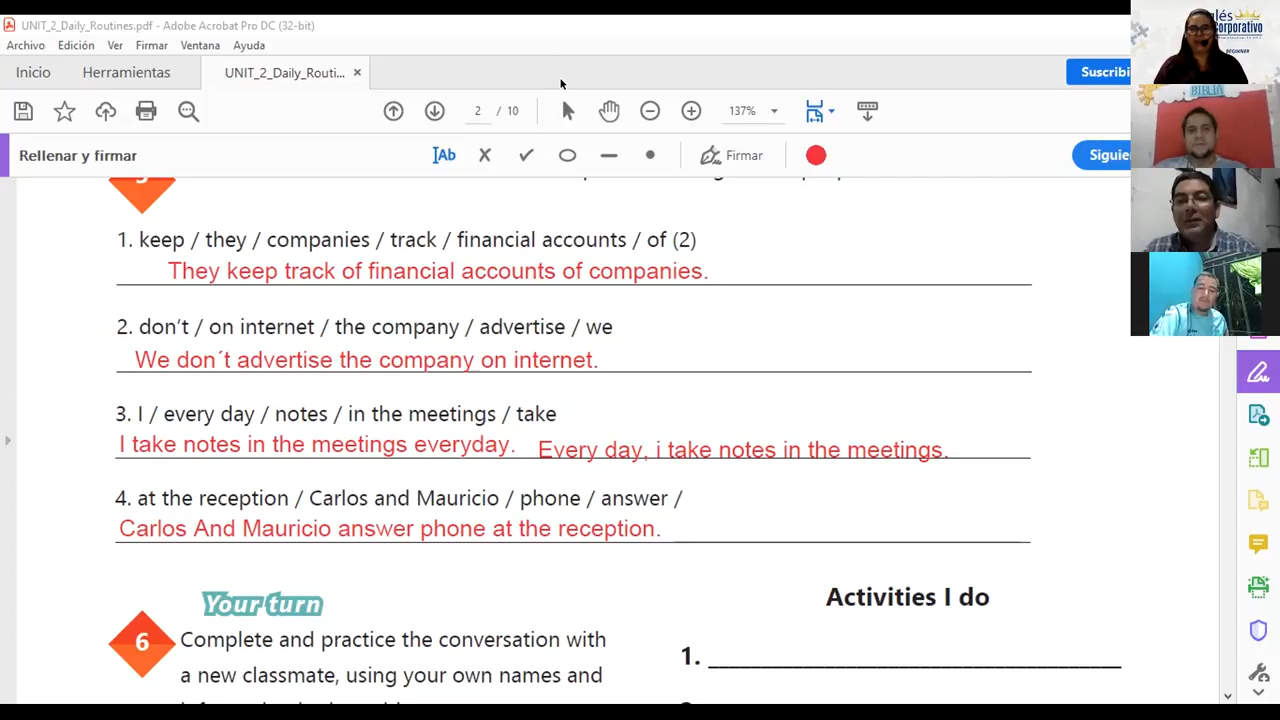 UNIT_2_Daily_Routines.pdf - Adobe Acrobat Pro DC (32-bit)
Archivo Edición Ver Firmar Ventana Ayuda
Inicio Herramientas UNIT_2_Daily_Routi... × Suscribi
2 / 10 137%
Rellenar y firmar Ab Firmar Siguie
1. keep / they / companies / track / financial accounts / of (2)
They keep track of financial accounts of companies.
2. don't / on internet / the company / advertise / we
We don´t advertise the company on internet.
3. I / every day / notes / in the meetings / take
I take notes in the meetings everyday. Every day, i take notes in the meetings.
4. at the reception / Carlos and Mauricio / phone / answer /
Carlos And Mauricio answer phone at the reception.
Your turn
Activities I do
6 Complete and practice the conversation with
a new classmate, using your own names and
1.
glés
Corporativo
BEGINNER